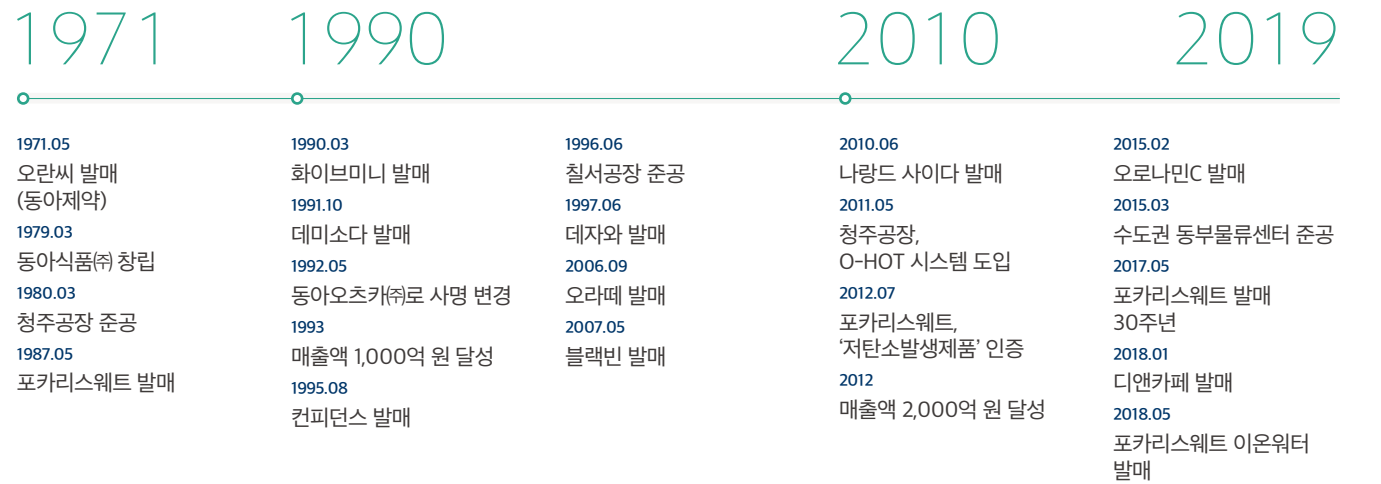 1971
1990
2010
2019
1971.05
오란씨 발매
(동아제약)
1979.03
동아식품㈜ 창립
1980.03
청주공장 준공
1987.05
포카리스웨트 발매
1990.03
화이브미니 발매
1991.10
데미소다 발매
1992.05
동아오츠카㈜로 사명 변경
1993
매출액 1,000억 원 달성
1995.08
컨피던스 발매
1996.06
칠서공장 준공
1997.06
데자와 발매
2006.09
오라떼 발매
2007.05
블랙빈 발매
2010.06
나랑드 사이다 발매
2011.05
청주공장,
O-HOT 시스템 도입
2012.07
포카리스웨트,
‘저탄소발생제품’ 인증
2012
매출액 2,000억 원 달성
2015.02
오로나민C 발매
2015.03
수도권 동부물류센터 준공
2017.05
포카리스웨트 발매
30주년
2018.01
디앤카페 발매
2018.05
포카리스웨트 이온워터
발매